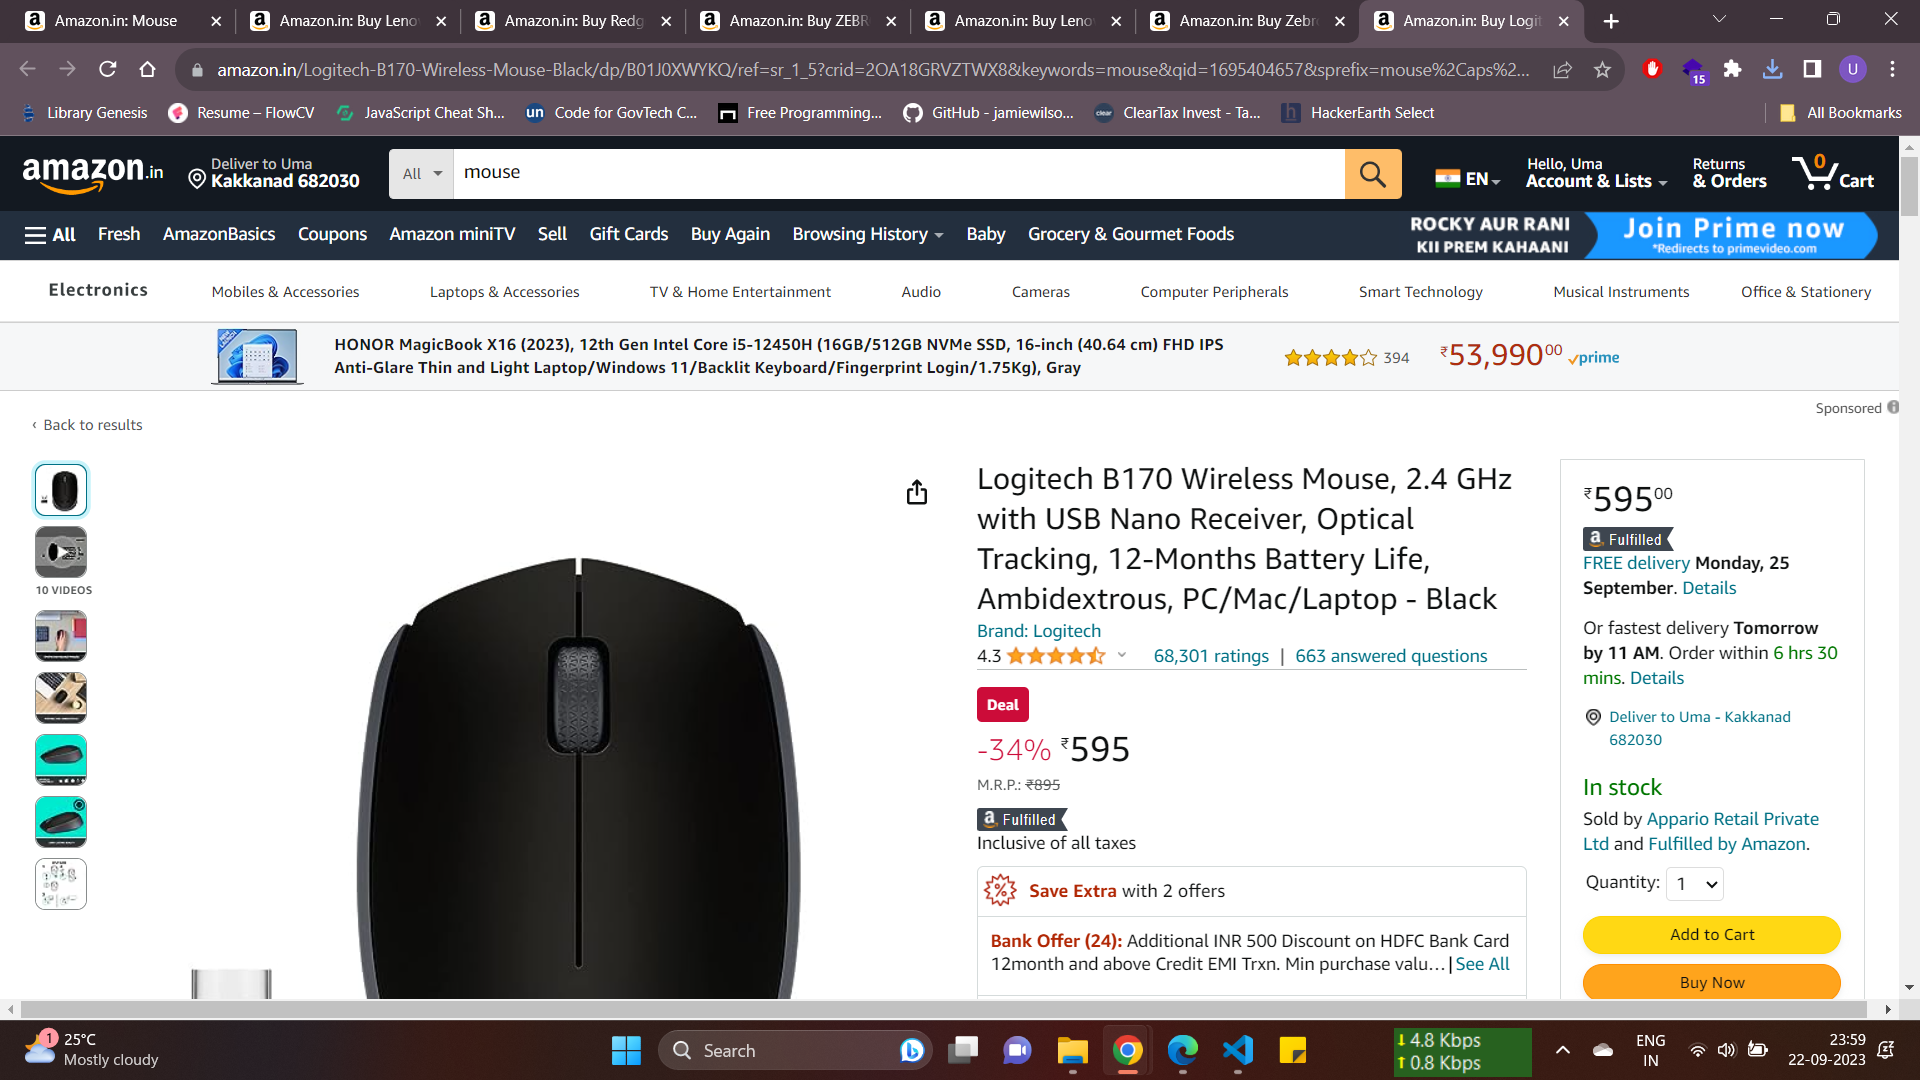 Amazon.in: Mouse
Amazon.in: Buy Leno
Amazon.in: Buy Redg
Amazon.in: Buy ZEBR
Amazon.in: Buy Leno
Amazon.in: Buy Zebr
Amazon.in: Buy Logit
amazon.in/Logitech-B170-Wireless-Mouse-Black/dp/B01J0XWYKQ/ref=sr_1_5?crid=2OA18GRVZTWX8&keywords=mouse&qid=1695404657&sprefix=mouse%2Caps%2...
15
U
Library Genesis
Resume – FlowCV
JavaScript Cheat Sh...
un
Code for GovTech C...
Free Programming...
GitHub - jamiewilso...
clear
ClearTax Invest - Ta...
h
HackerEarth Select
All Bookmarks
amazon.in
Deliver to Uma
Kakkanad 682030
All
mouse
EN
Hello, Uma
Account & Lists
Returns
& Orders
0
Cart
All
Fresh
AmazonBasics
Coupons
Amazon miniTV
Sell
Gift Cards
Buy Again
Browsing History
Baby
Grocery & Gourmet Foods
ROCKY AUR RANI
KII PREM KAHAANI
Join Prime now
*Redirects to primevideo.com
Electronics
Mobiles & Accessories
Laptops & Accessories
TV & Home Entertainment
Audio
Cameras
Computer Peripherals
Smart Technology
Musical Instruments
Office & Stationery
HONOR MagicBook X16 (2023), 12th Gen Intel Core i5-12450H (16GB/512GB NVMe SSD, 16-inch (40.64 cm) FHD IPS
Anti-Glare Thin and Light Laptop/Windows 11/Backlit Keyboard/Fingerprint Login/1.75Kg), Gray
394
₹53,99000
prime
Sponsored
‹ Back to results
10 VIDEOS
Logitech B170 Wireless Mouse, 2.4 GHz
with USB Nano Receiver, Optical
Tracking, 12-Months Battery Life,
Ambidextrous, PC/Mac/Laptop - Black
Brand: Logitech
4.3
68,301 ratings | 663 answered questions
Deal
-34% ₹595
M.R.P.: ₹895
a Fulfilled
Inclusive of all taxes
Save Extra with 2 offers
Bank Offer (24): Additional INR 500 Discount on HDFC Bank Card
12month and above Credit EMI Trxn. Min purchase valu… | See All
₹59500
a Fulfilled
FREE delivery Monday, 25
September. Details
Or fastest delivery Tomorrow
by 11 AM. Order within 6 hrs 30
mins. Details
Deliver to Uma - Kakkanad
682030
In stock
Sold by Appario Retail Private
Ltd and Fulfilled by Amazon.
Quantity: 1
Add to Cart
Buy Now
1
25°C
Mostly cloudy
Search
4.8 Kbps
0.8 Kbps
ENG
IN
23:59
22-09-2023